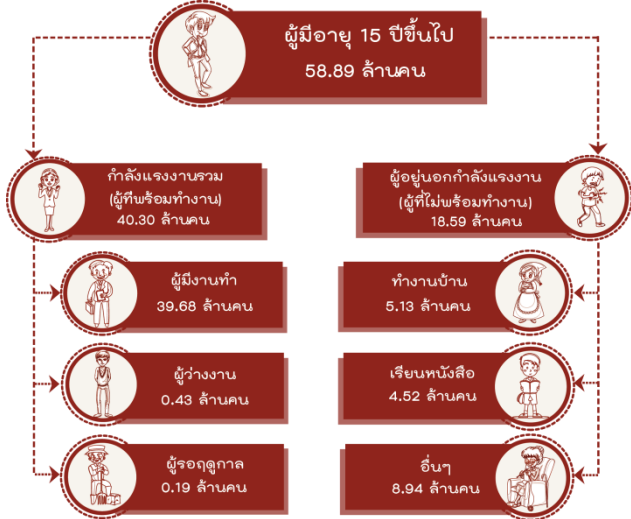 ผู้มีอายุ 15 ปีขึ้นไป
58.89 ล้านคน
กำลังแรงงานรวม
(ผู้ที่พร้อมทำงาน)
40.30 ล้านคน
ผู้มีงานทำ
39.68 ล้านคน
ผู้ว่างงาน
0.43 ล้านคน
ผู้รอฤดูกาล
0.19 ล้านคน
ผู้อยู่นอกกำลังแรงงาน
(ผู้ที่ไม่พร้อมทำงาน)
18.59 ล้านคน
ทำงานบ้าน
5.13 ล้านคน
เรียนหนังสือ
4.52 ล้านคน
อื่นๆ
8.94 ล้านคน